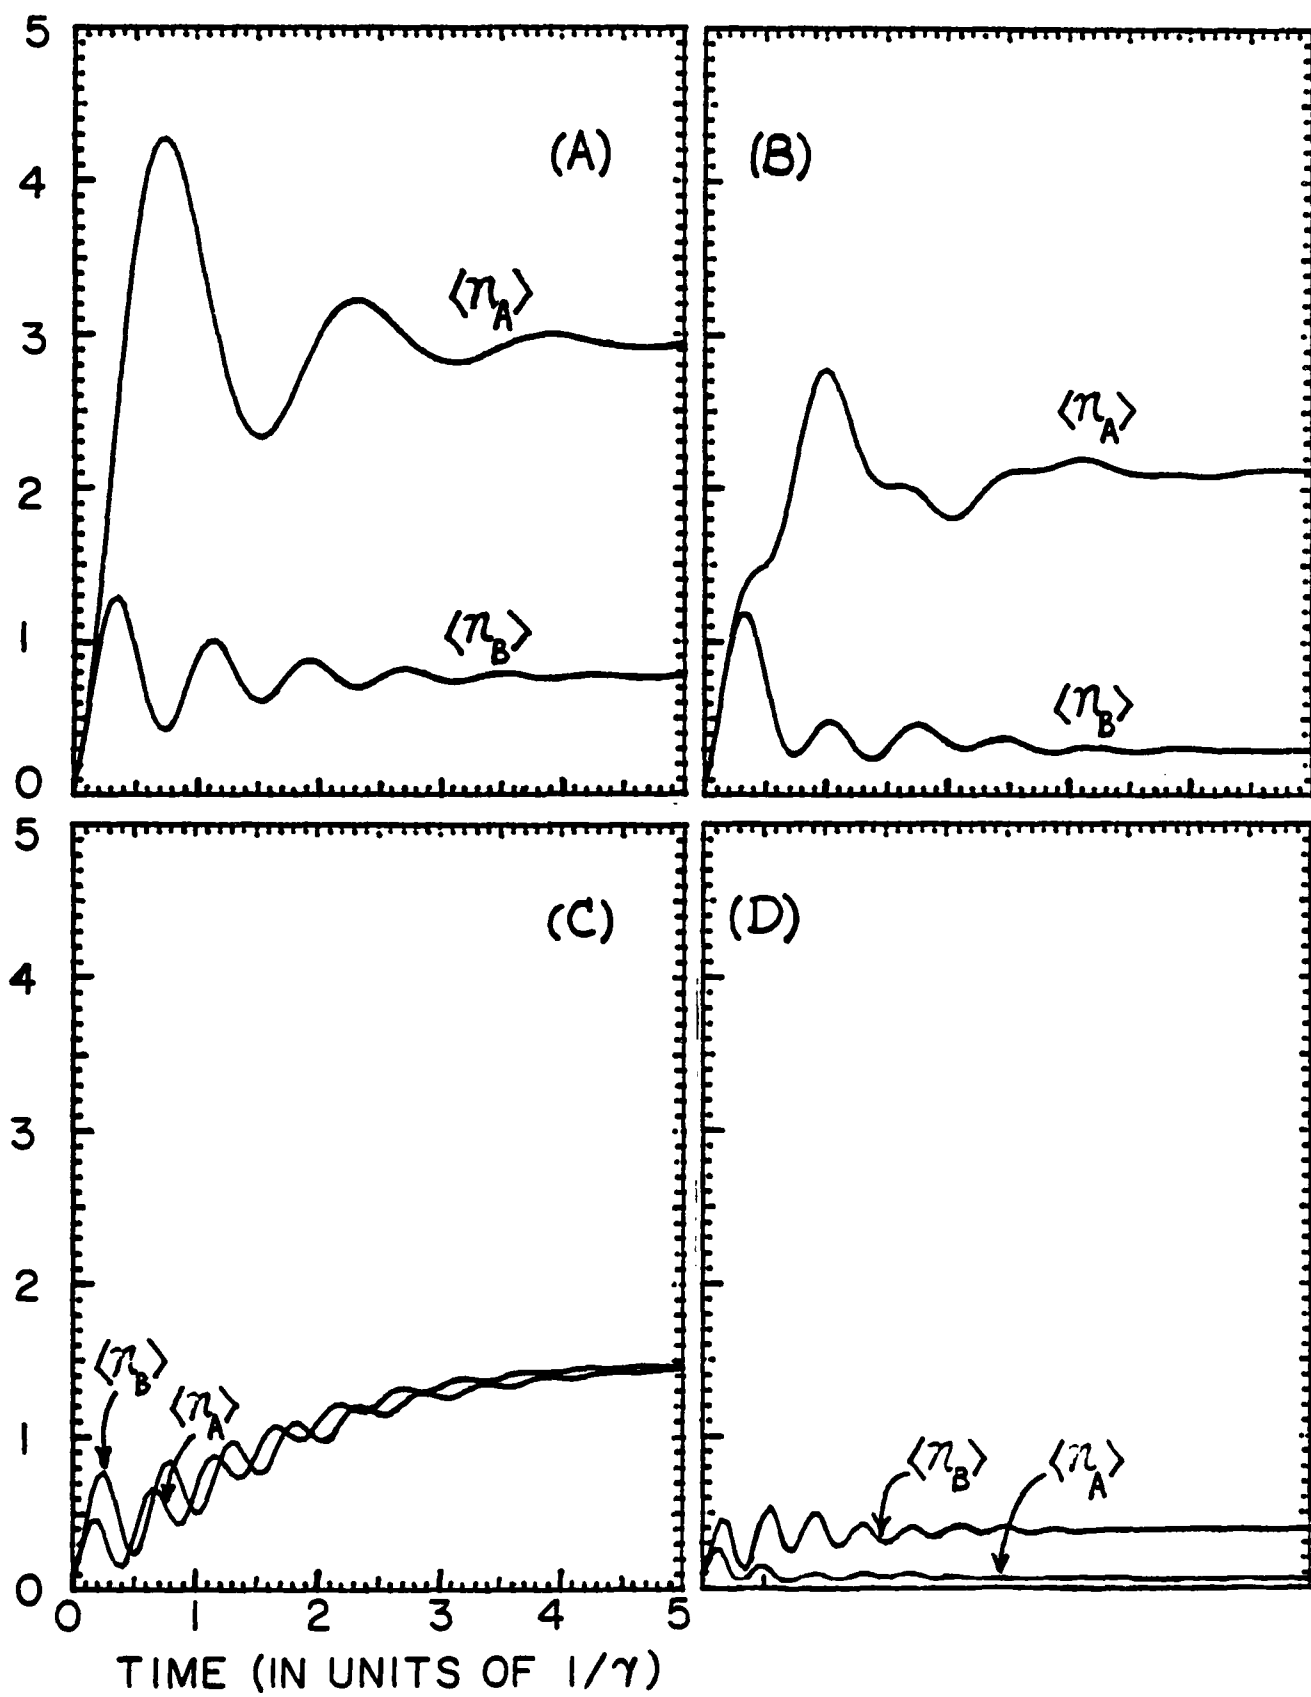 5
(A)
(B)
4
⟨n_A⟩
3
⟨n_A⟩
2
1
⟨n_B⟩
⟨n_B⟩
0
5
(C)
(D)
4
3
2
⟨n_B⟩
⟨n_A⟩
1
⟨n_B⟩
⟨n_A⟩
0
0 1 2 3 4 5
TIME (IN UNITS OF 1/γ)